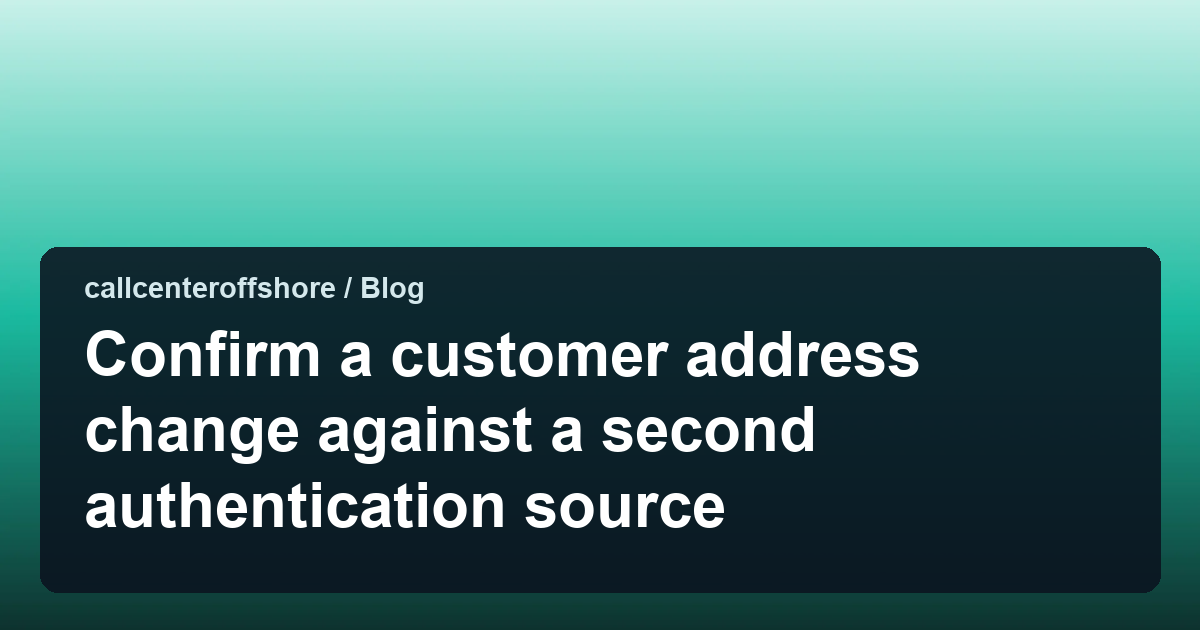 callcenteroffshore / Blog
Confirm a customer address
change against a second
authentication source